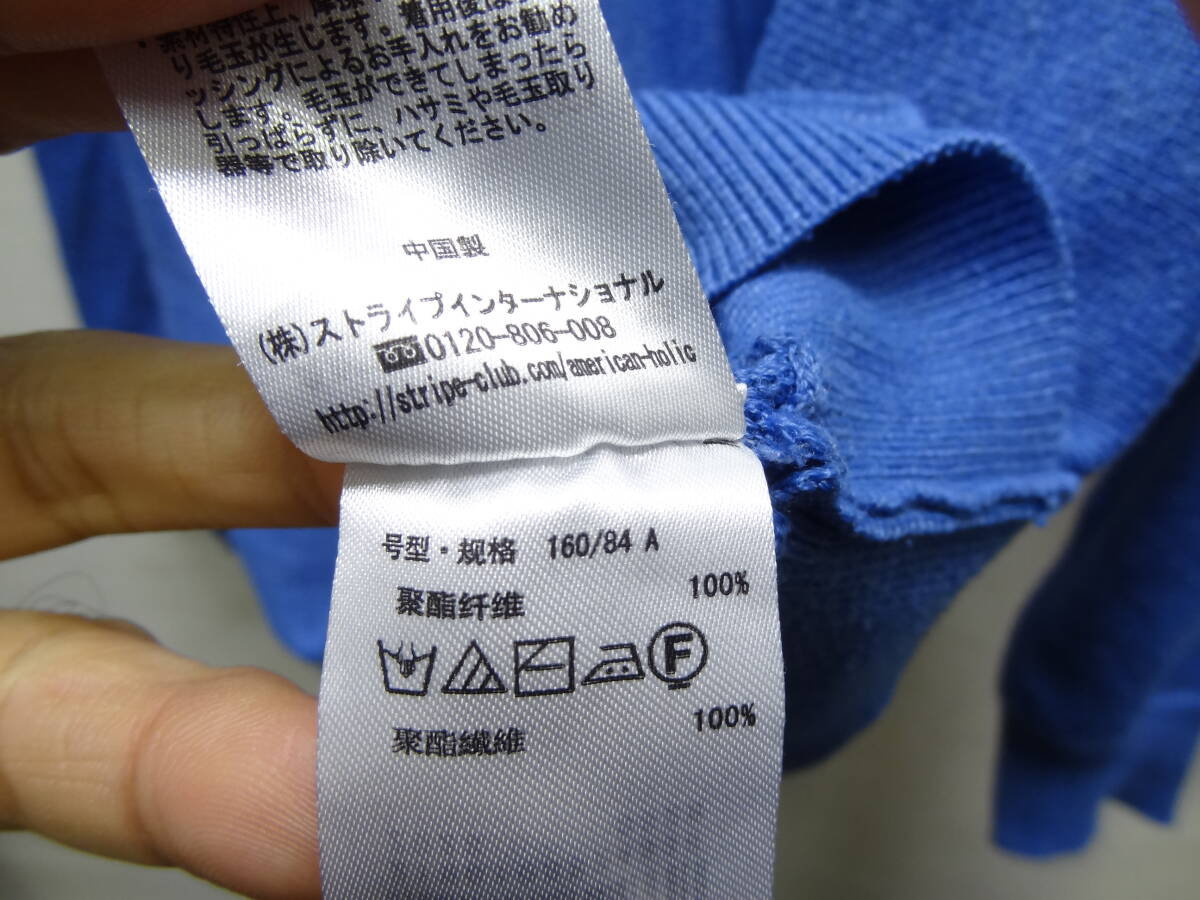 ・素材特性上、摩擦
り毛玉が生じます。着用後は
ッシングによるお手入れをお勧め
します。毛玉ができてしまったら
引っぱらずに、ハサミや毛玉取り
器等で取り除いてください。
中国製
(株)ストライプインターナショナル
0120-806-008
http://stripe-club.com/american-holic
号型・规格 160/84 A
聚酯纤维 100%
F
聚酯纖維 100%